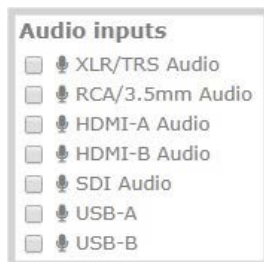 Audio inputs
XLR/TRS Audio
RCA/3.5mm Audio
HDMI-A Audio
HDMI-B Audio
SDI Audio
USB-A
USB-B